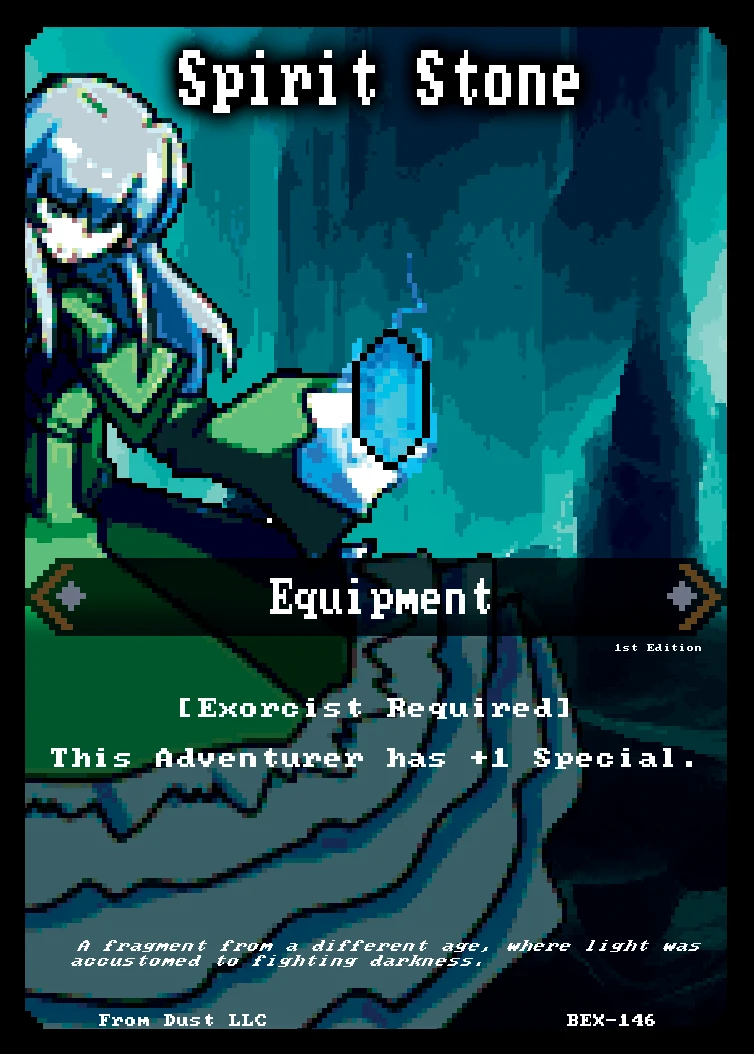 Spirit Stone
Equipment
1st Edition
[Exorcist Required]
This Adventurer has +1 Special.
A fragment from a different age, where light was
accustomed to fighting darkness.
From Dust LLC
BEX-146